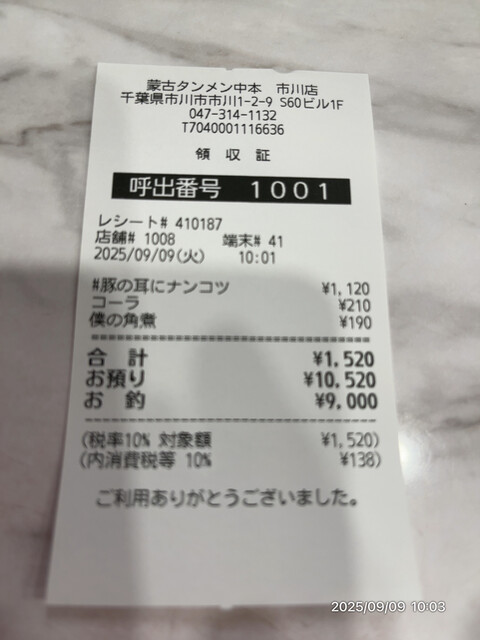 蒙古タンメン中本 市川店
千葉県市川市市川1-2-9 S60ビル1F
047-314-1132
T7040001116636
領 収 証
呼出番号 1001
レシート# 410187
店舗# 1008 端末# 41
2025/09/09(火) 10:01
#豚の耳にナンコツ ¥1,120
コーラ ¥210
僕の角煮 ¥190
合 計 ¥1,520
お預り ¥10,520
お 釣 ¥9,000
(税率10% 対象額 ¥1,520)
(内消費税等 10% ¥138)
ご利用ありがとうございました。
2025/09/09 10:03